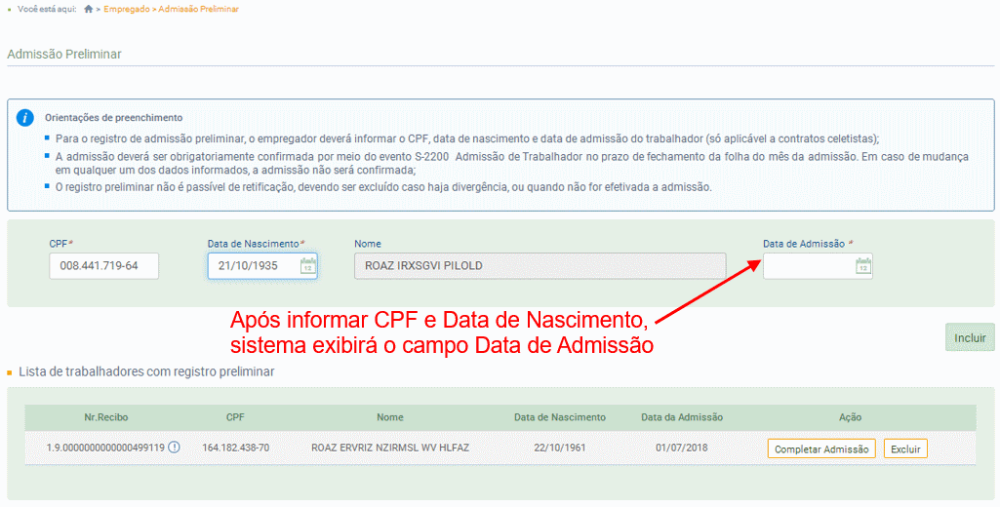 Você está aqui: > Empregado > Admissão Preliminar
Admissão Preliminar
i Orientações de preenchimento
Para o registro de admissão preliminar, o empregador deverá informar o CPF, data de nascimento e data de admissão do trabalhador (só aplicável a contratos celetistas);
A admissão deverá ser obrigatoriamente confirmada por meio do evento S-2200 Admissão de Trabalhador no prazo de fechamento da folha do mês da admissão. Em caso de mudança
em qualquer um dos dados informados, a admissão não será confirmada;
O registro preliminar não é passível de retificação, devendo ser excluído caso haja divergência, ou quando não for efetivada a admissão.
CPF* Data de Nascimento* Nome Data de Admissão *
008.441.719-64 21/10/1935 12 ROAZ IRXSGVI PILOLD 12
Após informar CPF e Data de Nascimento,
sistema exibirá o campo Data de Admissão
Incluir
Lista de trabalhadores com registro preliminar
Nr.Recibo CPF Nome Data de Nascimento Data da Admissão Ação
1.9.0000000000000499119 ! 164.182.438-70 ROAZ ERVRIZ NZIRMSL WV HLFAZ 22/10/1961 01/07/2018 Completar Admissão Excluir